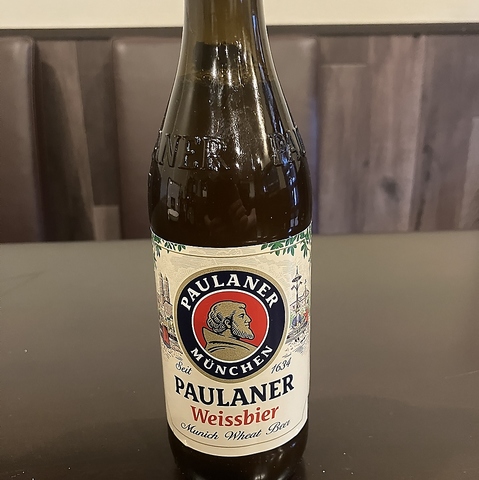 PAULANER
MÜNCHEN
Seit 1634
PAULANER
Weissbier
Munich Wheat Beer